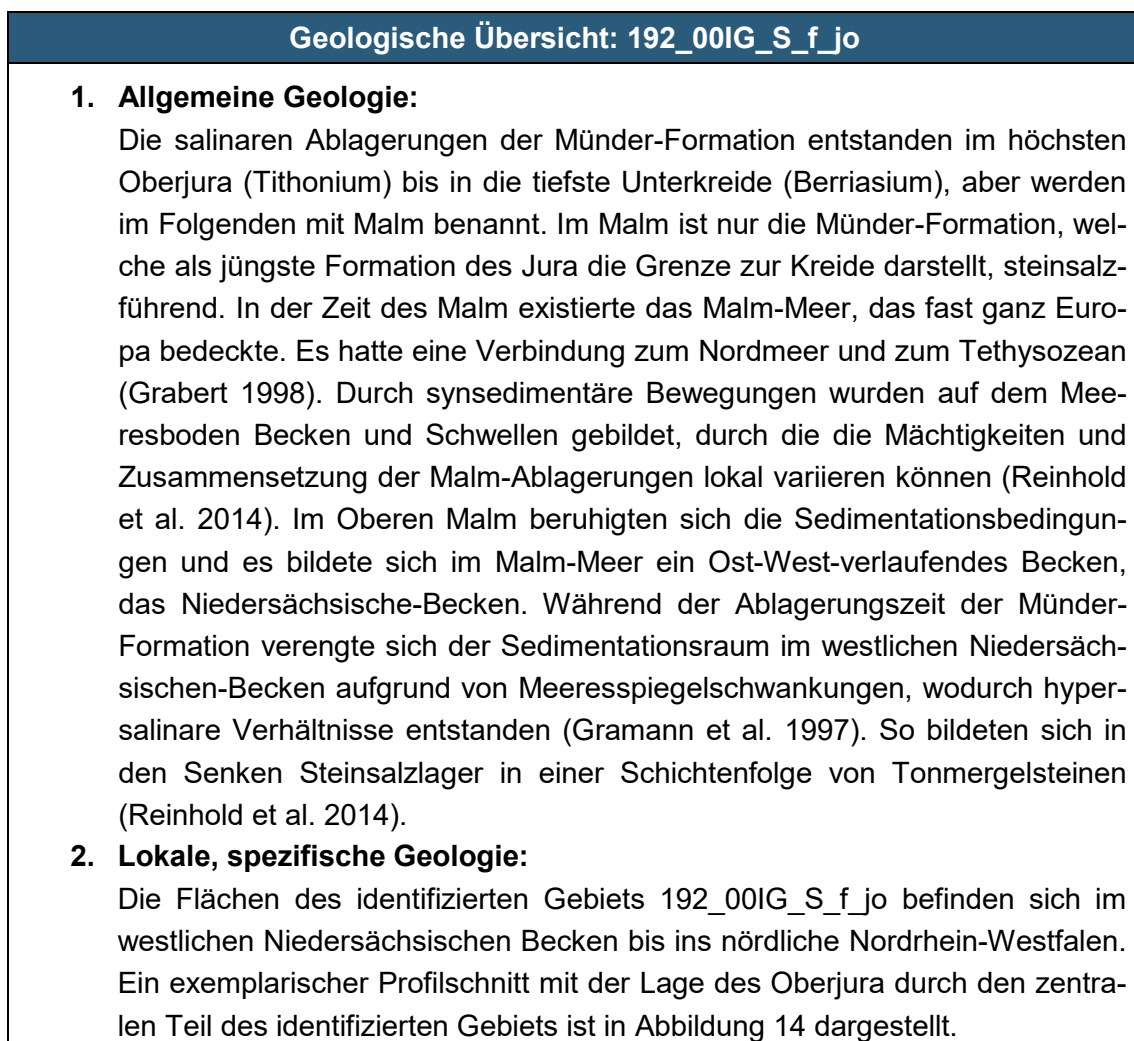 Geologische Übersicht: 192_00IG_S_f_jo
1. Allgemeine Geologie:
Die salinaren Ablagerungen der Münder-Formation entstanden im höchsten
Oberjura (Tithonium) bis in die tiefste Unterkreide (Berriasium), aber werden
im Folgenden mit Malm benannt. Im Malm ist nur die Münder-Formation, wel-
che als jüngste Formation des Jura die Grenze zur Kreide darstellt, steinsalz-
führend. In der Zeit des Malm existierte das Malm-Meer, das fast ganz Euro-
pa bedeckte. Es hatte eine Verbindung zum Nordmeer und zum Tethysozean
(Grabert 1998). Durch synsedimentäre Bewegungen wurden auf dem Mee-
resboden Becken und Schwellen gebildet, durch die die Mächtigkeiten und
Zusammensetzung der Malm-Ablagerungen lokal variieren können (Reinhold
et al. 2014). Im Oberen Malm beruhigten sich die Sedimentationsbedingun-
gen und es bildete sich im Malm-Meer ein Ost-West-verlaufendes Becken,
das Niedersächsische-Becken. Während der Ablagerungszeit der Münder-
Formation verengte sich der Sedimentationsraum im westlichen Niedersäch-
sischen-Becken aufgrund von Meeresspiegelschwankungen, wodurch hyper-
salinare Verhältnisse entstanden (Gramann et al. 1997). So bildeten sich in
den Senken Steinsalzlager in einer Schichtenfolge von Tonmergelsteinen
(Reinhold et al. 2014).
2. Lokale, spezifische Geologie:
Die Flächen des identifizierten Gebiets 192_00IG_S_f_jo befinden sich im
westlichen Niedersächsischen Becken bis ins nördliche Nordrhein-Westfalen.
Ein exemplarischer Profilschnitt mit der Lage des Oberjura durch den zentra-
len Teil des identifizierten Gebiets ist in Abbildung 14 dargestellt.